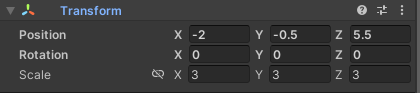 Transform
Position X -2 Y -0.5 Z 5.5
Rotation X 0 Y 0 Z 0
Scale X 3 Y 3 Z 3